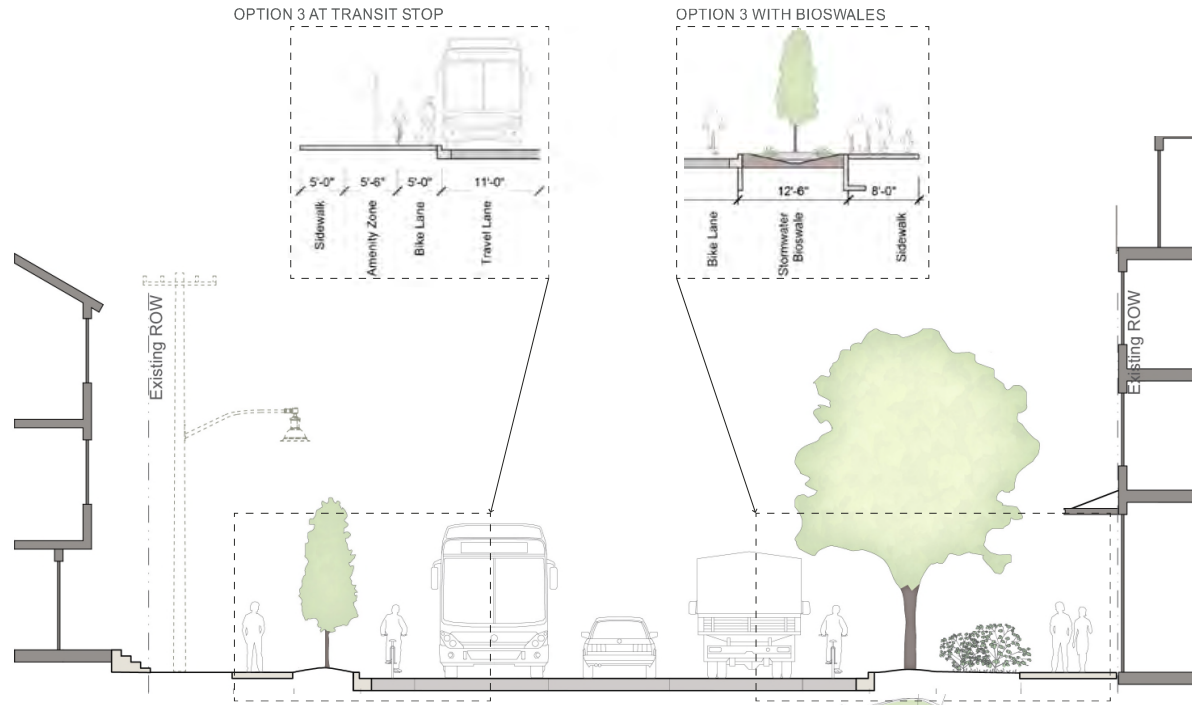 OPTION 3 AT TRANSIT STOP
OPTION 3 WITH BIOSWALES
5'-0" 5'-6" 5'-0" 11'-0"
Sidewalk
Amenity Zone
Bike Lane
Travel Lane
12'-6" 8'-0"
Bike Lane
Stormwater
Bioswale
Sidewalk
Existing ROW
Existing ROW